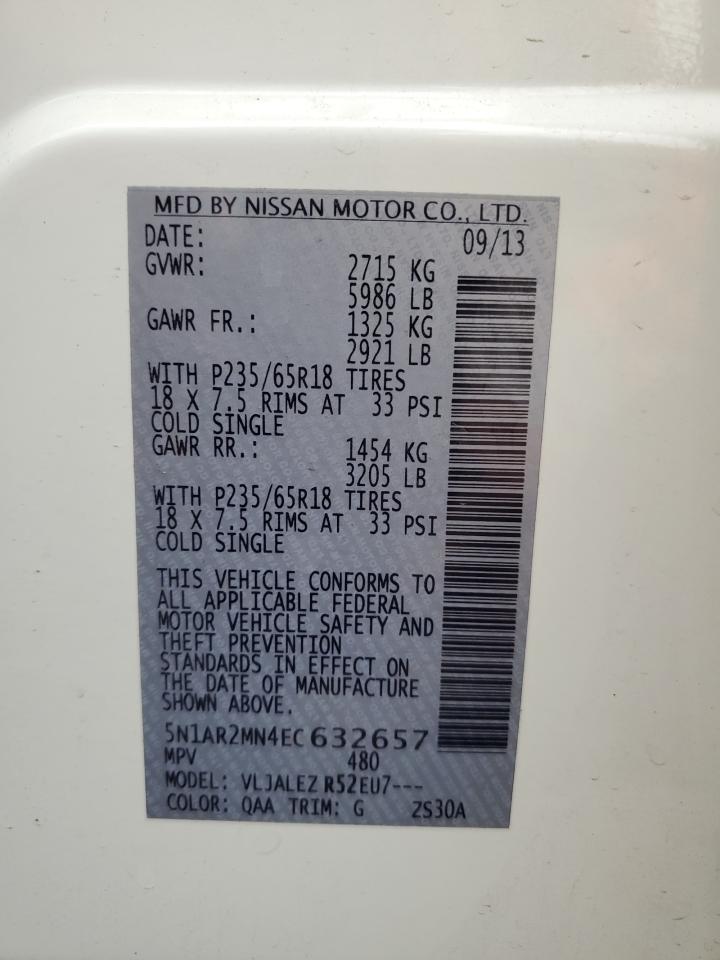 MFD BY NISSAN MOTOR CO., LTD.
DATE: 09/13
GVWR: 2715 KG
5986 LB
GAWR FR.: 1325 KG
2921 LB
WITH P235/65R18 TIRES
18 X 7.5 RIMS AT 33 PSI
COLD SINGLE
GAWR RR.: 1454 KG
3205 LB
WITH P235/65R18 TIRES
18 X 7.5 RIMS AT 33 PSI
COLD SINGLE
THIS VEHICLE CONFORMS TO
ALL APPLICABLE FEDERAL
MOTOR VEHICLE SAFETY AND
THEFT PREVENTION
STANDARDS IN EFFECT ON
THE DATE OF MANUFACTURE
SHOWN ABOVE.
5N1AR2MN4EC632657
MPV 480
MODEL: VLJALEZ R52EU7---
COLOR: QAA TRIM: G ZS30A